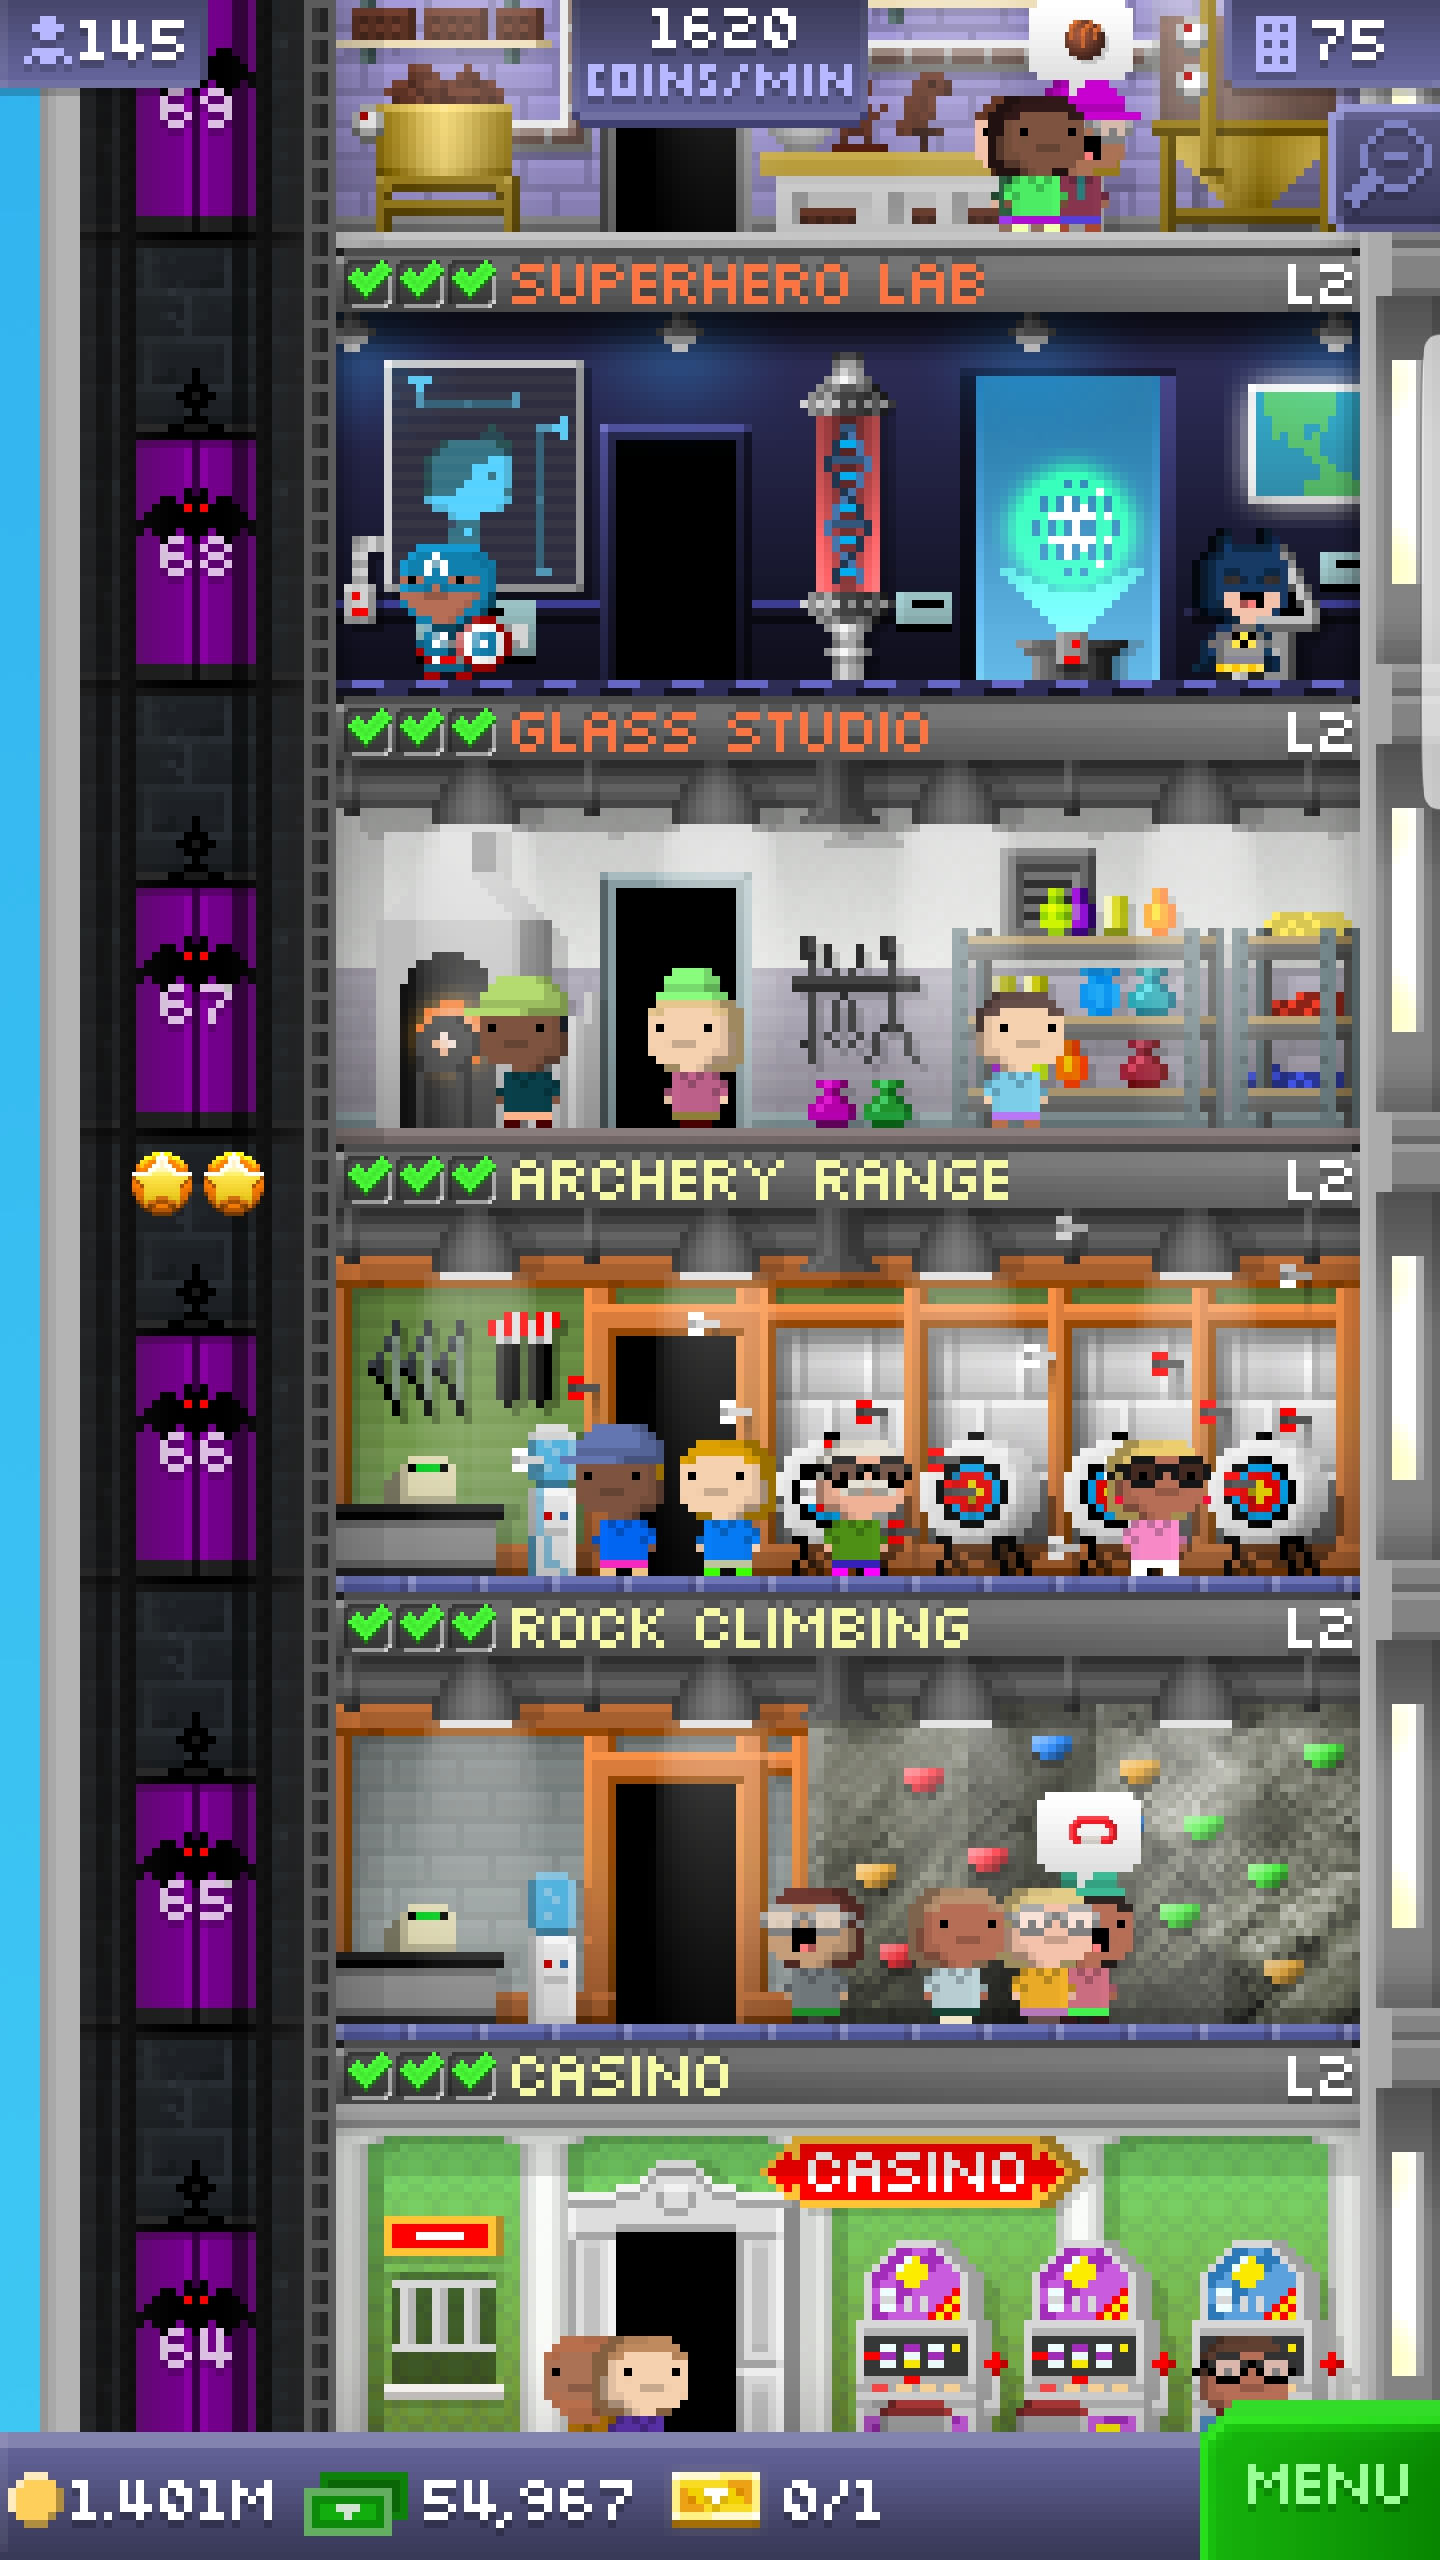 145
1620
COINS/MIN
75
69
SUPERHERO LAB L2
68
GLASS STUDIO L2
67
ARCHERY RANGE L2
66
ROCK CLIMBING L2
65
CASINO L2
CASINO
64
1.401M 54,967 0/1
MENU